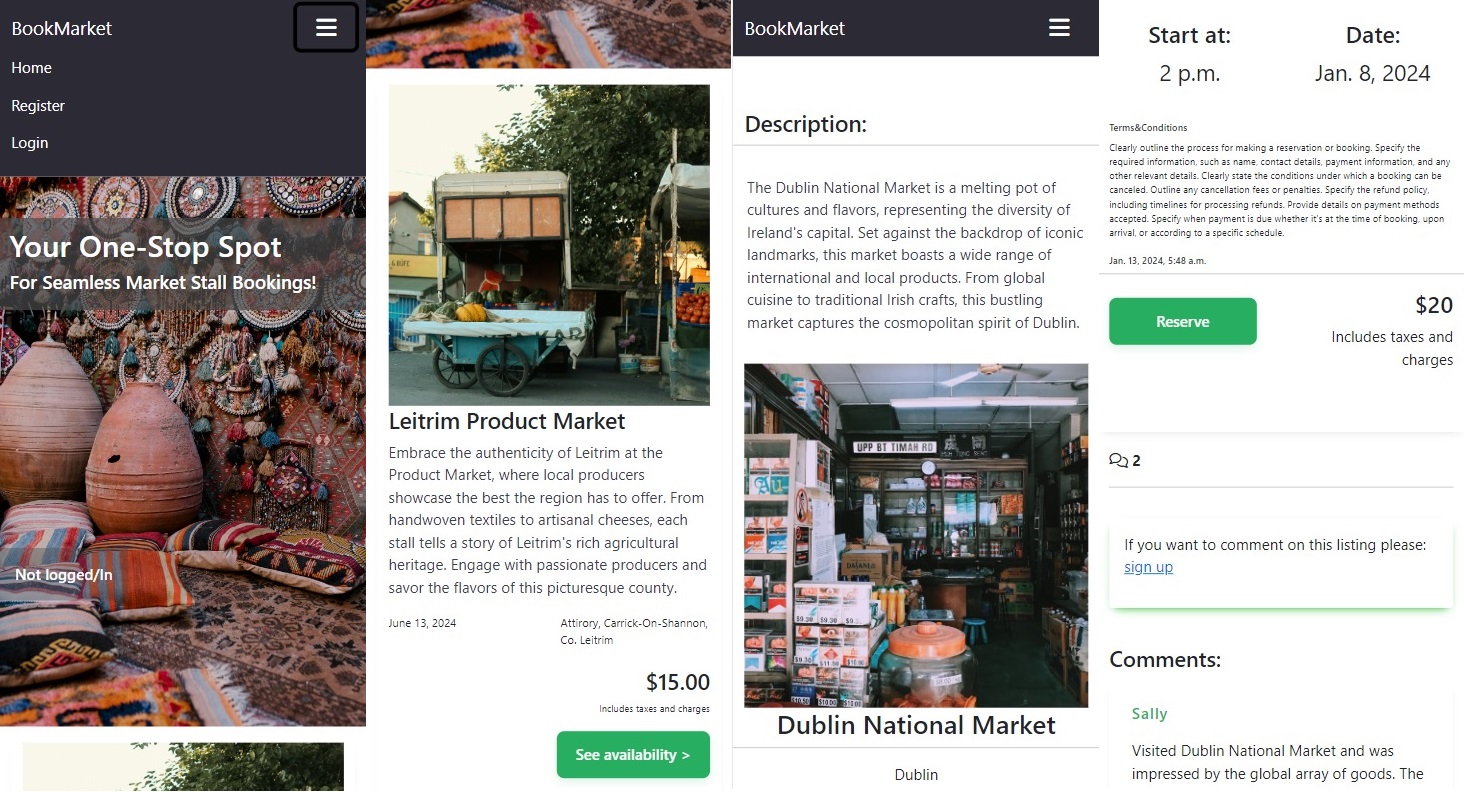 BookMarket
Home
Register
Login
Your One-Stop Spot
For Seamless Market Stall Bookings!
Not logged/In
Leitrim Product Market
Embrace the authenticity of Leitrim at the
Product Market, where local producers
showcase the best the region has to offer. From
handwoven textiles to artisanal cheeses, each
stall tells a story of Leitrim's rich agricultural
heritage. Engage with passionate producers and
savor the flavors of this picturesque county.
June 13, 2024
Attirory, Carrick-On-Shannon,
Co. Leitrim
$15.00
Includes taxes and charges
See availability >
BookMarket
Description:
The Dublin National Market is a melting pot of
cultures and flavors, representing the diversity of
Ireland's capital. Set against the backdrop of iconic
landmarks, this market boasts a wide range of
international and local products. From global
cuisine to traditional Irish crafts, this bustling
market captures the cosmopolitan spirit of Dublin.
UPP BT TIMAH RD
DASANI
$9.30
$11.50
$10.90
Dublin National Market
Dublin
Start at:
2 p.m.
Date:
Jan. 8, 2024
Terms&Conditions
Clearly outline the process for making a reservation or booking. Specify the
required information, such as name, contact details, payment information, and any
other relevant details. Clearly state the conditions under which a booking can be
canceled. Outline any cancellation fees or penalties. Specify the refund policy,
including timelines for processing refunds. Provide details on payment methods
accepted. Specify when payment is due whether it's at the time of booking, upon
arrival, or according to a specific schedule.
Jan. 13, 2024, 5:48 a.m.
Reserve
$20
Includes taxes and
charges
2
If you want to comment on this listing please:
sign up
Comments:
Sally
Visited Dublin National Market and was
impressed by the global array of goods. The